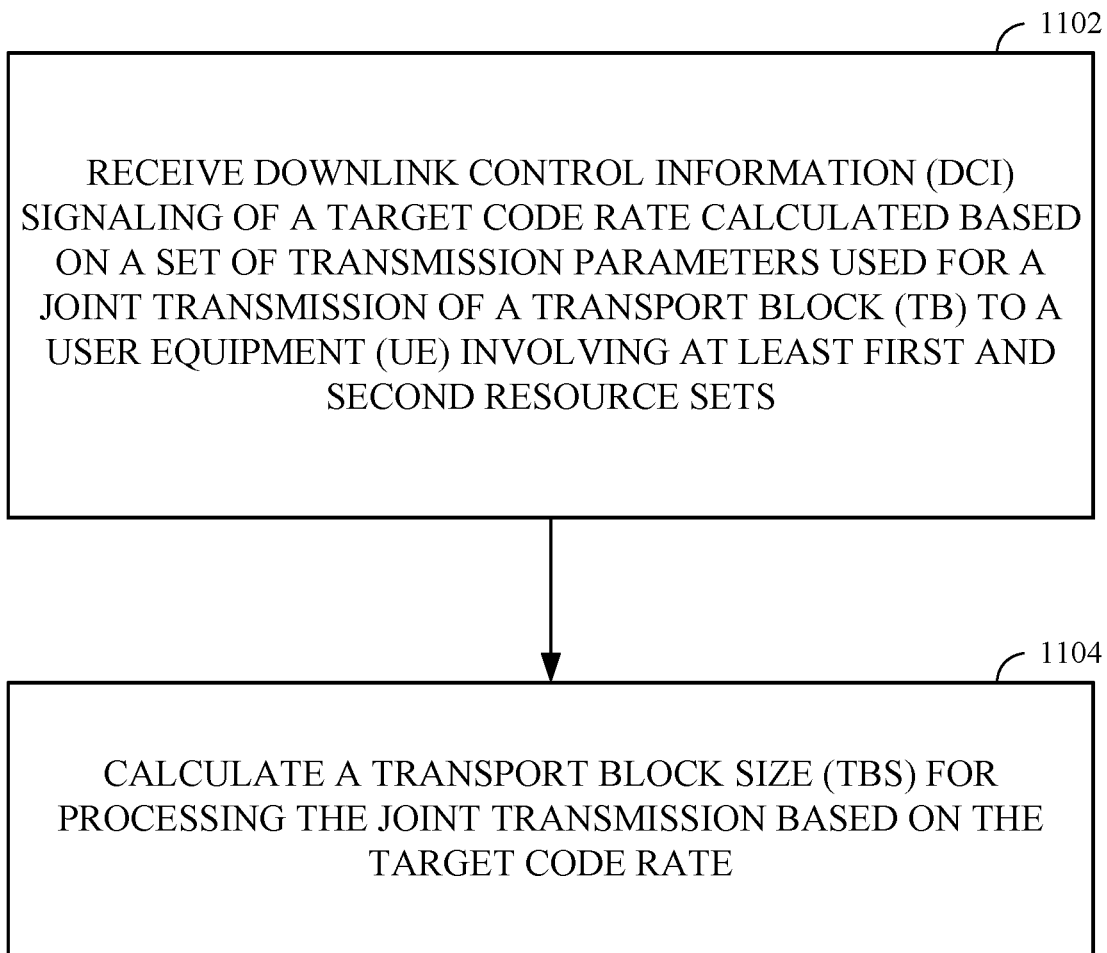 1102
RECEIVE DOWNLINK CONTROL INFORMATION (DCI)
SIGNALING OF A TARGET CODE RATE CALCULATED BASED
ON A SET OF TRANSMISSION PARAMETERS USED FOR A
JOINT TRANSMISSION OF A TRANSPORT BLOCK (TB) TO A
USER EQUIPMENT (UE) INVOLVING AT LEAST FIRST AND
SECOND RESOURCE SETS
1104
CALCULATE A TRANSPORT BLOCK SIZE (TBS) FOR
PROCESSING THE JOINT TRANSMISSION BASED ON THE
TARGET CODE RATE